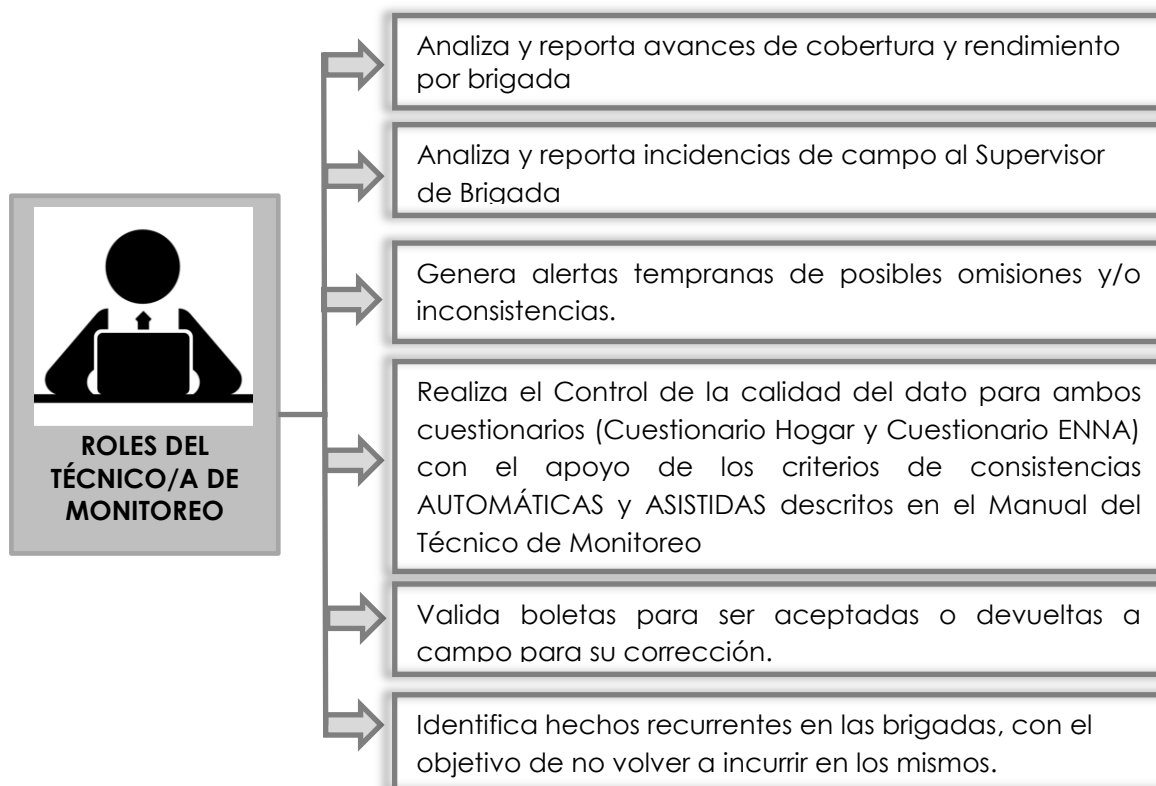 ROLES DEL
TÉCNICO/A DE
MONITOREO
Analiza y reporta avances de cobertura y rendimiento
por brigada
Analiza y reporta incidencias de campo al Supervisor
de Brigada
Genera alertas tempranas de posibles omisiones y/o
inconsistencias.
Realiza el Control de la calidad del dato para ambos
cuestionarios (Cuestionario Hogar y Cuestionario ENNA)
con el apoyo de los criterios de consistencias
AUTOMÁTICAS y ASISTIDAS descritos en el Manual del
Técnico de Monitoreo
Valida boletas para ser aceptadas o devueltas a
campo para su corrección.
Identifica hechos recurrentes en las brigadas, con el
objetivo de no volver a incurrir en los mismos.